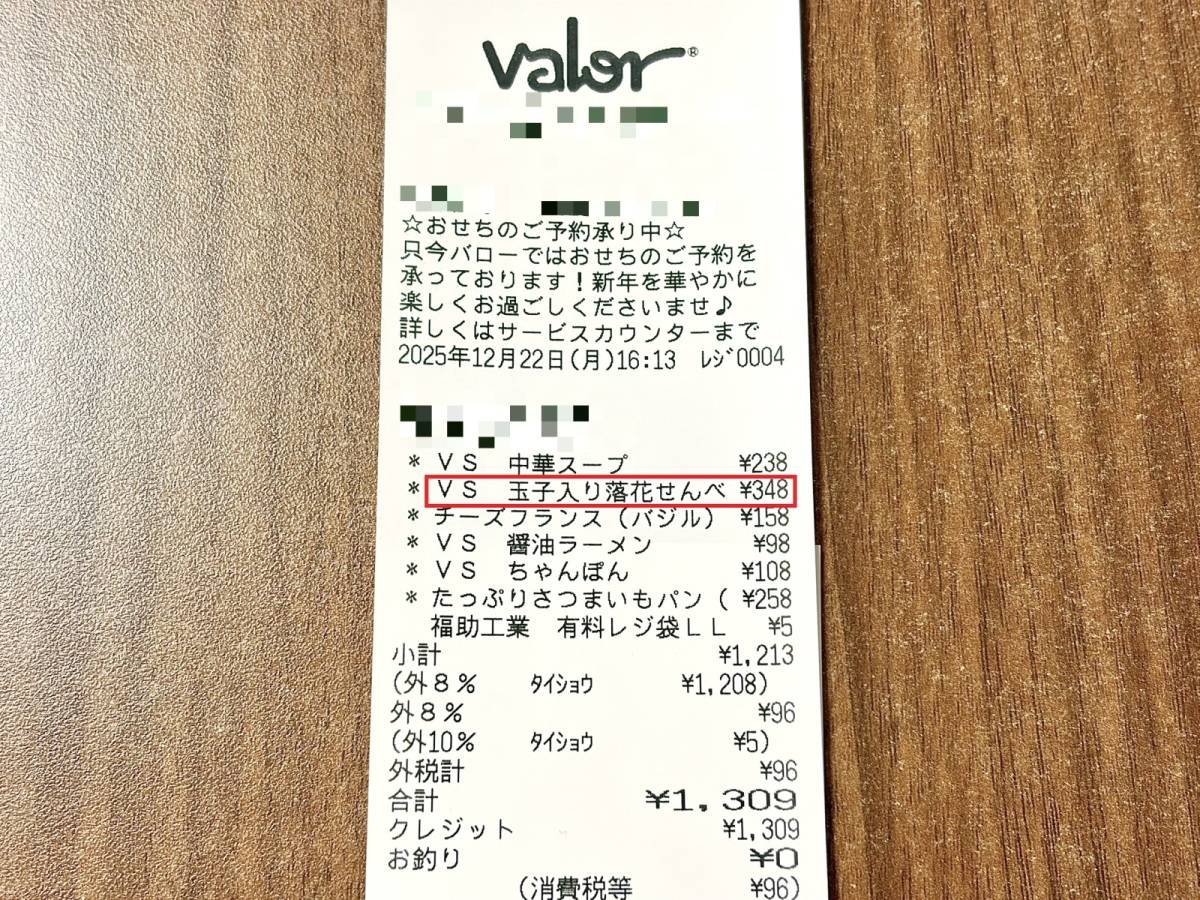 valor®
☆おせちのご予約承り中☆
只今バローではおせちのご予約を
承っております!新年を華やかに
楽しくお過ごしくださいませ♪
詳しくはサービスカウンターまで
2025年12月22日(月)16:13 ﾚｼﾞ0004
* VS 中華スープ ¥238
* VS 玉子入り落花せんべ ¥348
* チーズフランス(バジル) ¥158
* VS 醤油ラーメン ¥98
* VS ちゃんぽん ¥108
* たっぷりさつまいもパン( ¥258
福助工業 有料レジ袋LL ¥5
小計 ¥1,213
(外8% ﾀｲｼｮｳ ¥1,208)
外8% ¥96
(外10% ﾀｲｼｮｳ ¥5)
外税計 ¥96
合計 ¥1,309
クレジット ¥1,309
お釣り ¥0
(消費税等 ¥96)